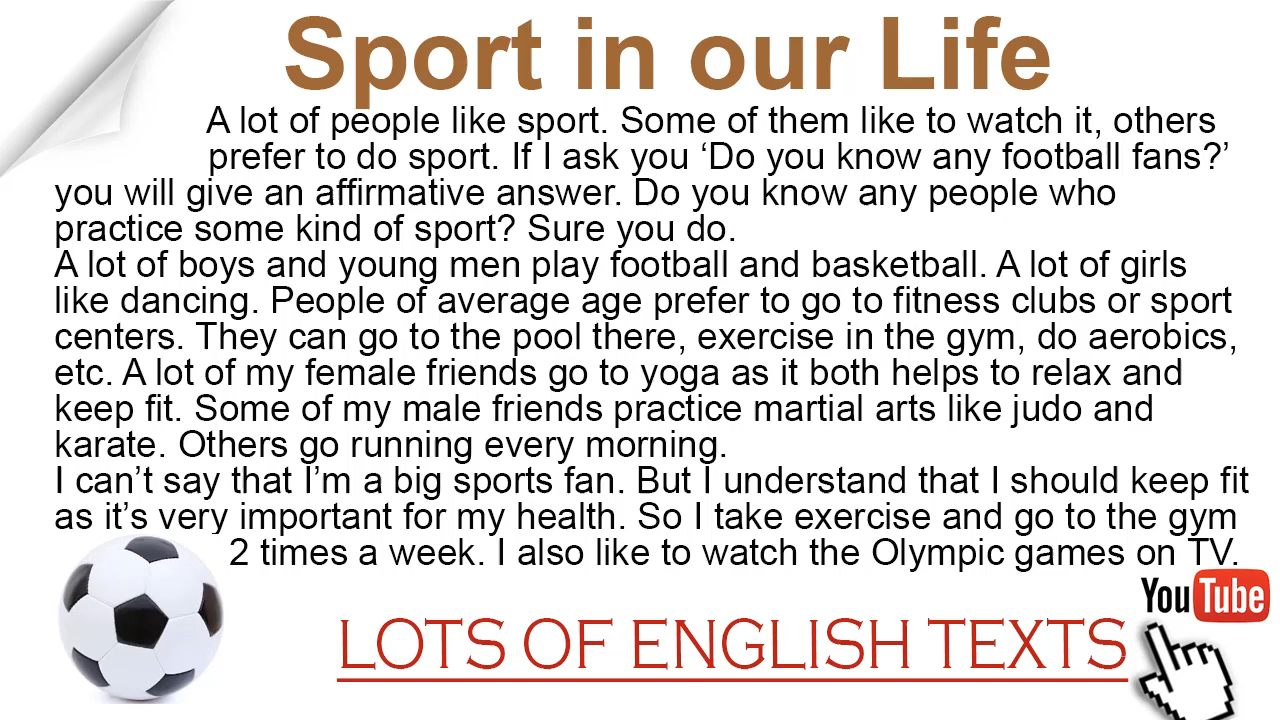 Sport in our Life
A lot of people like sport. Some of them like to watch it, others
prefer to do sport. If I ask you ‘Do you know any football fans?’
you will give an affirmative answer. Do you know any people who
practice some kind of sport? Sure you do.
A lot of boys and young men play football and basketball. A lot of girls
like dancing. People of average age prefer to go to fitness clubs or sport
centers. They can go to the pool there, exercise in the gym, do aerobics,
etc. A lot of my female friends go to yoga as it both helps to relax and
keep fit. Some of my male friends practice martial arts like judo and
karate. Others go running every morning.
I can’t say that I’m a big sports fan. But I understand that I should keep fit
as it’s very important for my health. So I take exercise and go to the gym
2 times a week. I also like to watch the Olympic games on TV.
YouTube
LOTS OF ENGLISH TEXTS